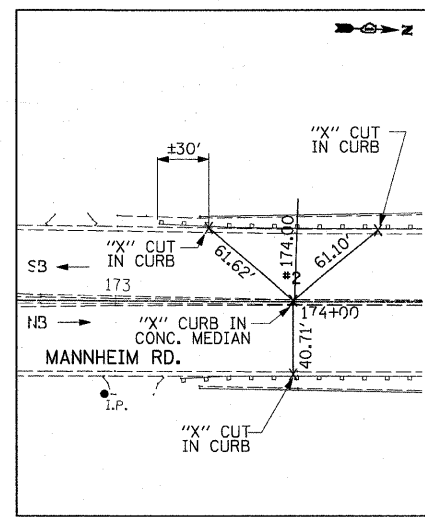 N
"X" CUT
IN CURB
±30'
"X" CUT
IN CURB
61.62'
#2
174.00
61.10'
SB
173
NB
"X" CURB IN
CONC. MEDIAN
174+00
40.71'
MANNHEIM RD.
I.P.
"X" CUT
IN CURB